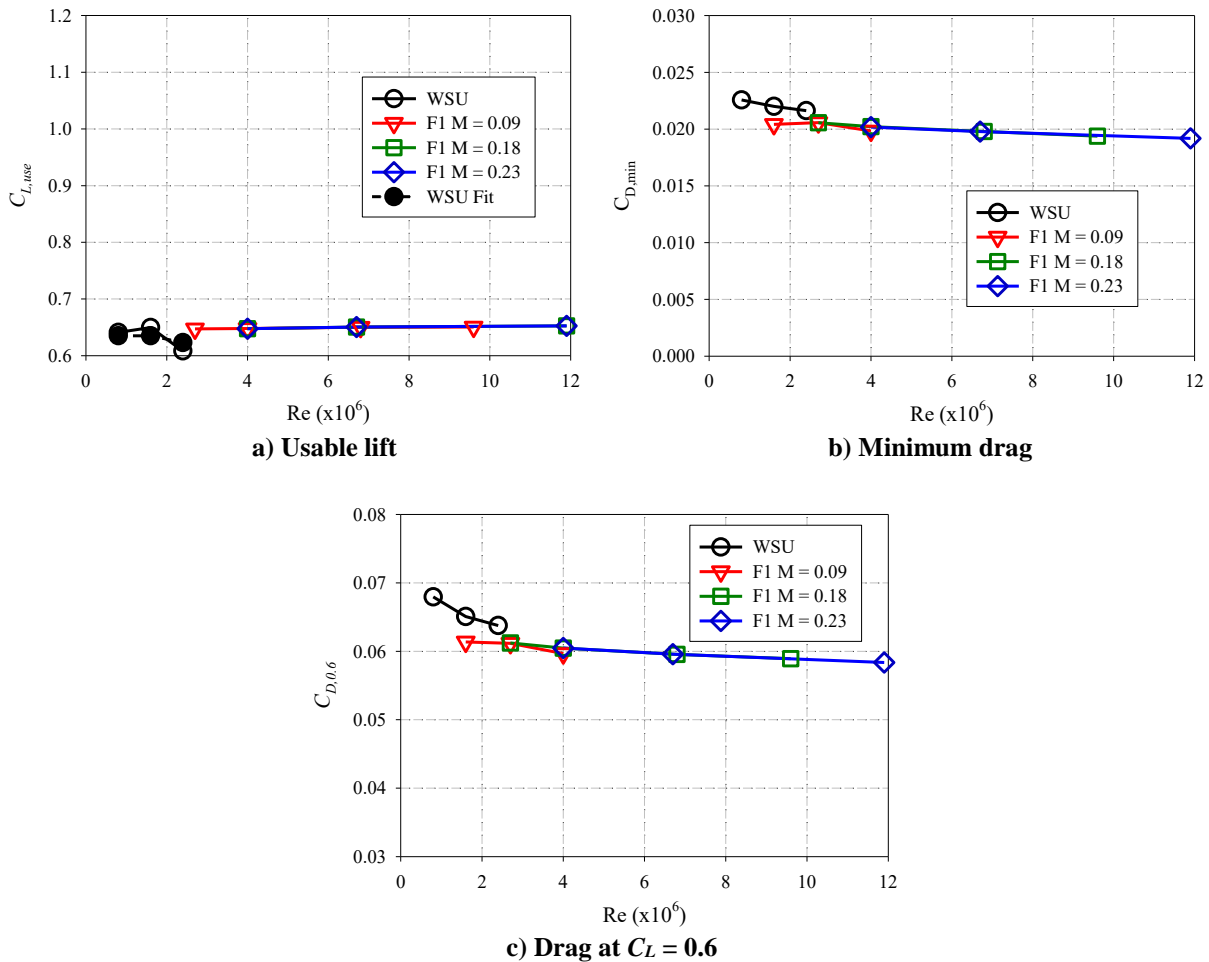 1.2
1.1
1.0
0.9
0.8
0.7
0.6
C_{L,use}
0 2 4 6 8 10 12
Re (x10^6)
WSU
F1 M = 0.09
F1 M = 0.18
F1 M = 0.23
WSU Fit
a) Usable lift
0.030
0.025
0.020
0.015
0.010
0.005
0.000
C_{D,min}
0 2 4 6 8 10 12
Re (x10^6)
WSU
F1 M = 0.09
F1 M = 0.18
F1 M = 0.23
b) Minimum drag
0.08
0.07
0.06
0.05
0.04
0.03
C_{D,0.6}
0 2 4 6 8 10 12
Re (x10^6)
WSU
F1 M = 0.09
F1 M = 0.18
F1 M = 0.23
c) Drag at C_L = 0.6